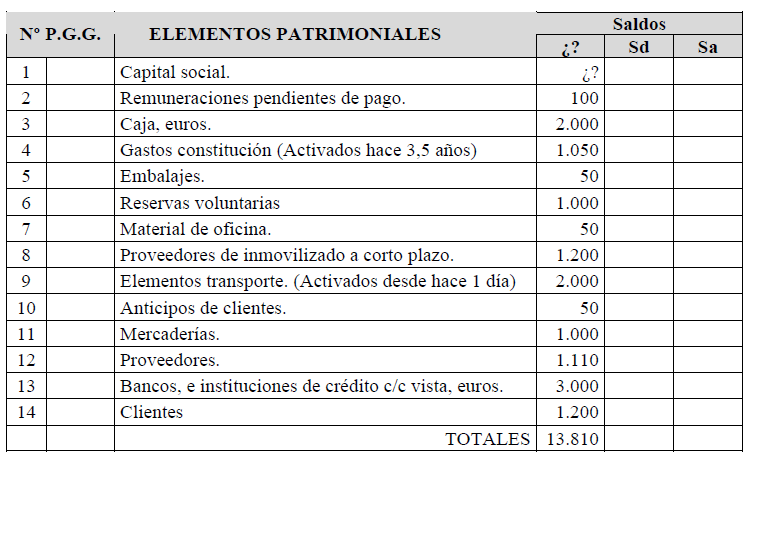 Nº P.G.G. ELEMENTOS PATRIMONIALES Saldos
¿? Sd Sa
1 Capital social. ¿?
2 Remuneraciones pendientes de pago. 100
3 Caja, euros. 2.000
4 Gastos constitución (Activados hace 3,5 años) 1.050
5 Embalajes. 50
6 Reservas voluntarias 1.000
7 Material de oficina. 50
8 Proveedores de inmovilizado a corto plazo. 1.200
9 Elementos transporte. (Activados desde hace 1 día) 2.000
10 Anticipos de clientes. 50
11 Mercaderías. 1.000
12 Proveedores. 1.110
13 Bancos, e instituciones de crédito c/c vista, euros. 3.000
14 Clientes 1.200
TOTALES 13.810